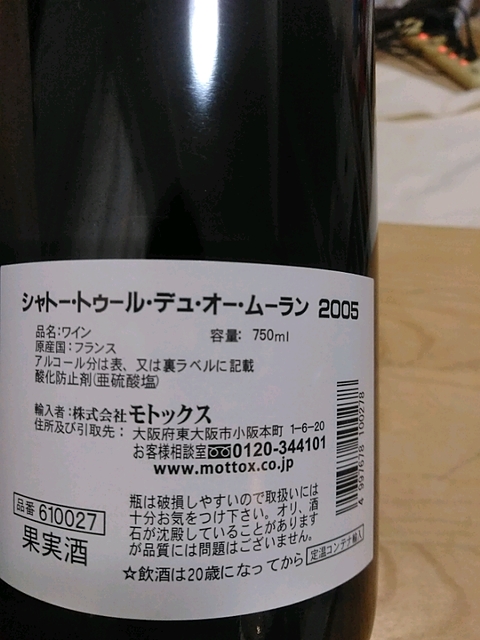 シャトー・トゥール・デュ・オー・ムーラン 2005
品名:ワイン 容量: 750ml
原産国:フランス
アルコール分は表、又は裏ラベルに記載
酸化防止剤(亜硫酸塩)
輸入者:株式会社モトックス
住所及び引取先: 大阪府東大阪市小阪本町 1-6-20
お客様相談室 0120-344101
www.mottox.co.jp
4 997678 100278
品番 610027
果実酒
瓶は破損しやすいので取扱いには
十分お気をつけ下さい。オリ、酒
石が沈殿していることがあります
が品質には問題はございません。
☆飲酒は20歳になってから
定温コンテナ輸入